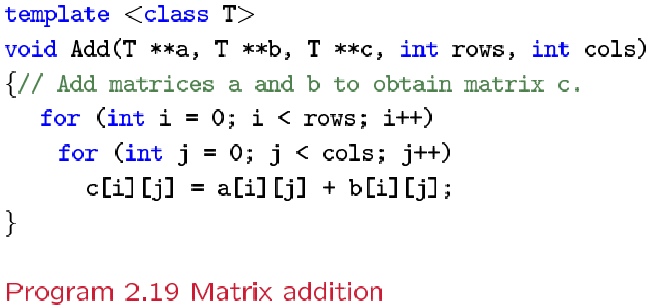 template <class T>
void Add(T **a, T **b, T **c, int rows, int cols)
{// Add matrices a and b to obtain matrix c.
for (int i = 0; i < rows; i++)
for (int j = 0; j < cols; j++)
c[i][j] = a[i][j] + b[i][j];
}
Program 2.19 Matrix addition